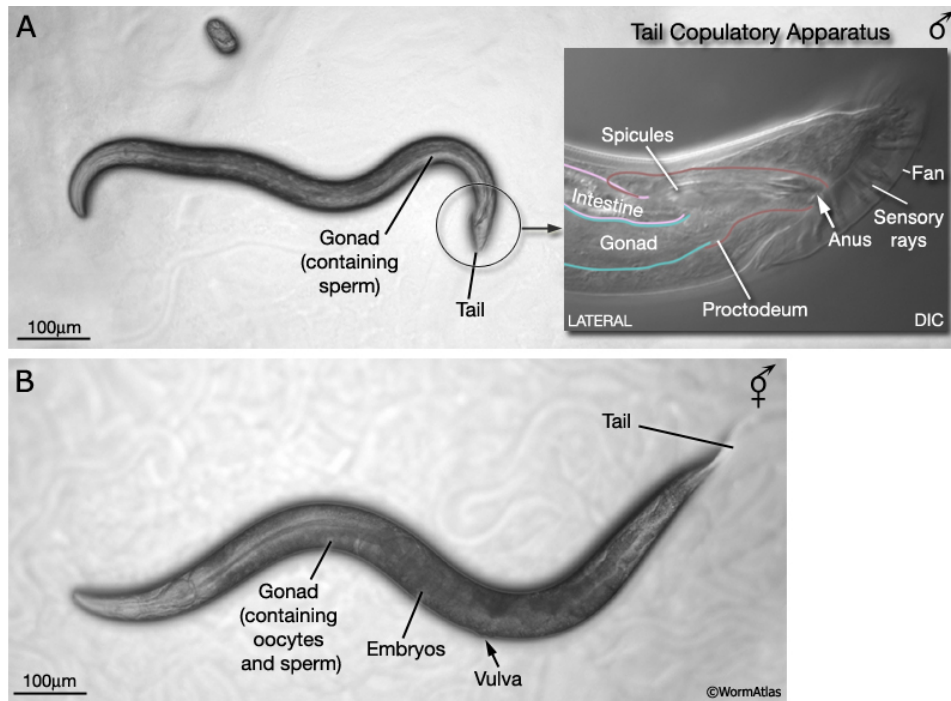 A
Tail Copulatory Apparatus
♂
Spicules
Intestine
Gonad
Fan
Sensory
rays
Anus
Proctodeum
LATERAL
DIC
Gonad
(containing
sperm)
Tail
100µm
B
⚥
Tail
Gonad
(containing
oocytes
and sperm)
Embryos
Vulva
100µm
©WormAtlas